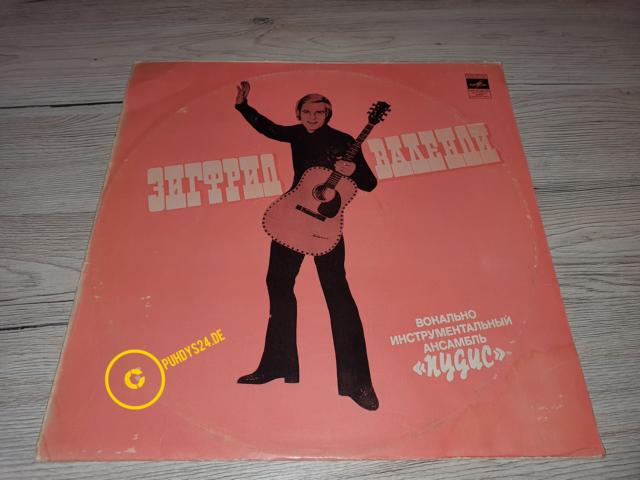 ЗИГФРИД ВАЛЕНДИ
ВОКАЛЬНО
ИНСТРУМЕНТАЛЬНЫЙ
АНСАМБЛЬ
«ПУДИС»
PUHDYS24.DE